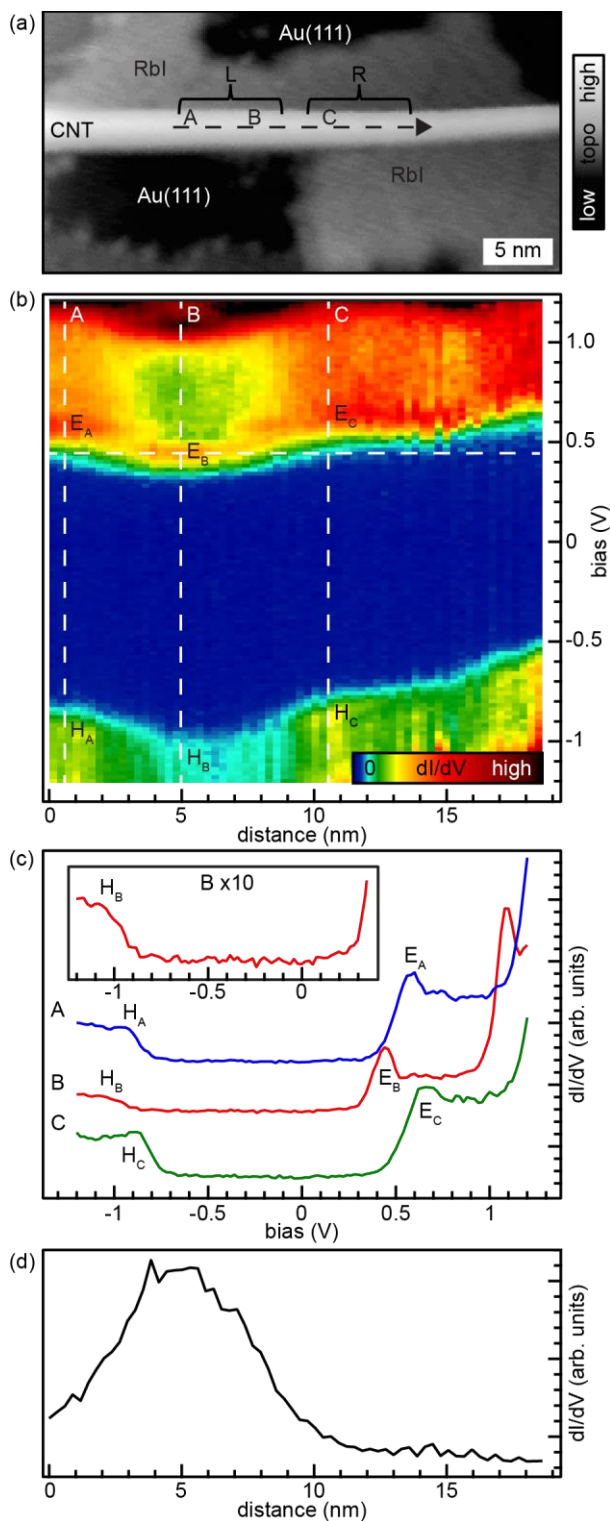 (a)
Au(111)
RbI
L
R
A
B
C
CNT
RbI
Au(111)
5 nm
low topo high
(b)
A
B
C
1.0
E_A
E_B
E_C
0.5
0
-0.5
-1
bias (V)
H_A
H_B
H_C
0 dI/dV high
0 5 10 15
distance (nm)
(c)
B x10
H_B
-1 -0.5 0
E_A
A
H_A
B
H_B
E_B
C
H_C
E_C
dI/dV (arb. units)
-1 -0.5 0 0.5 1
bias (V)
(d)
dI/dV (arb. units)
0 5 10 15
distance (nm)